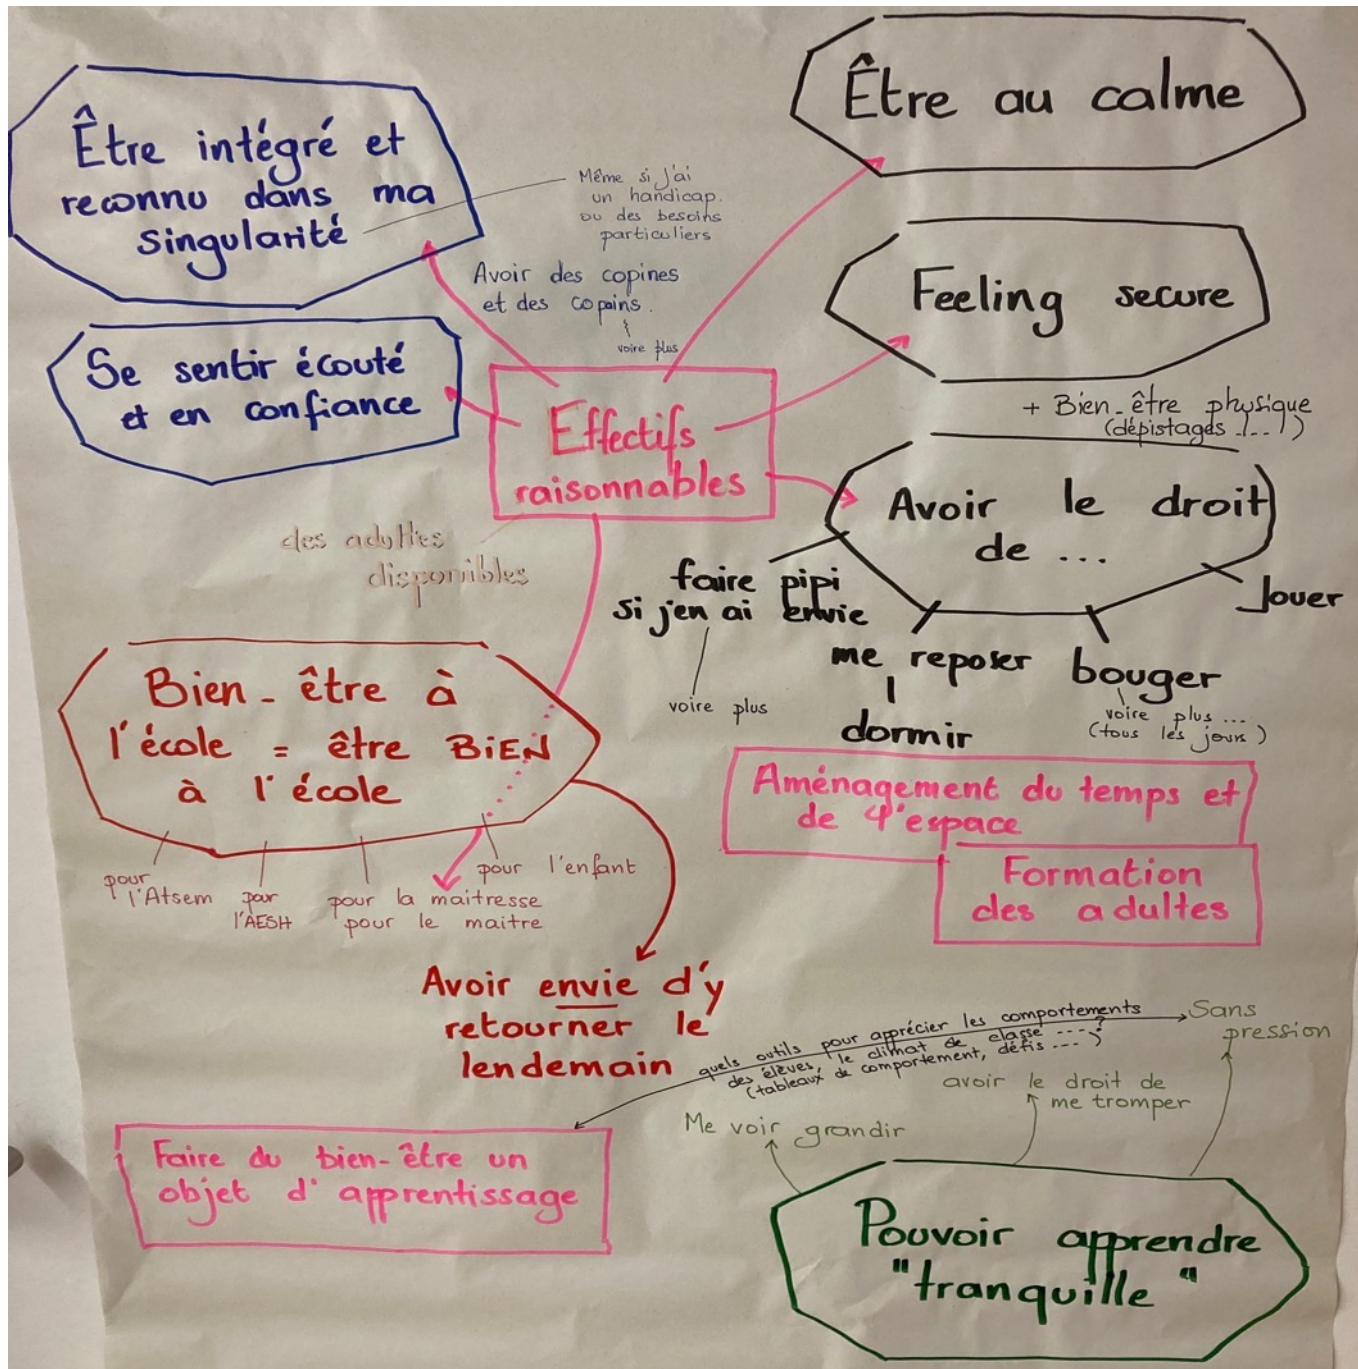 Être intégré et
reconnu dans ma
singularité
Même si j'ai
un handicap.
ou des besoins
particuliers
Avoir des copines
et des copains.
voire plus
Être au calme
Feeling secure
+ Bien-être physique
(dépistages /.../)
Se sentir écouté
et en confiance
Effectifs
raisonnables
des adultes
disponibles
Avoir le droit
de ...
faire pipi
si j'en ai envie
voire plus
me reposer
dormir
bouger
voire plus ...
(tous les jours)
Jouer
Bien-être à
l'école = être BiEN
à l'école
pour
l'Atsem
pour
l'AESH
pour la maitresse
pour le maitre
pour l'enfant
Avoir envie d'y
retourner le
lendemain
Aménagement du temps et
de l'espace
Formation
des adultes
quels outils pour apprécier les comportements
des élèves, le climat de classe ---?
(tableaux de comportement, défis ---)
Sans
pression
avoir le droit de
me tromper
Me voir grandir
Faire du bien-être un
objet d'apprentissage
Pouvoir apprendre
"tranquille"